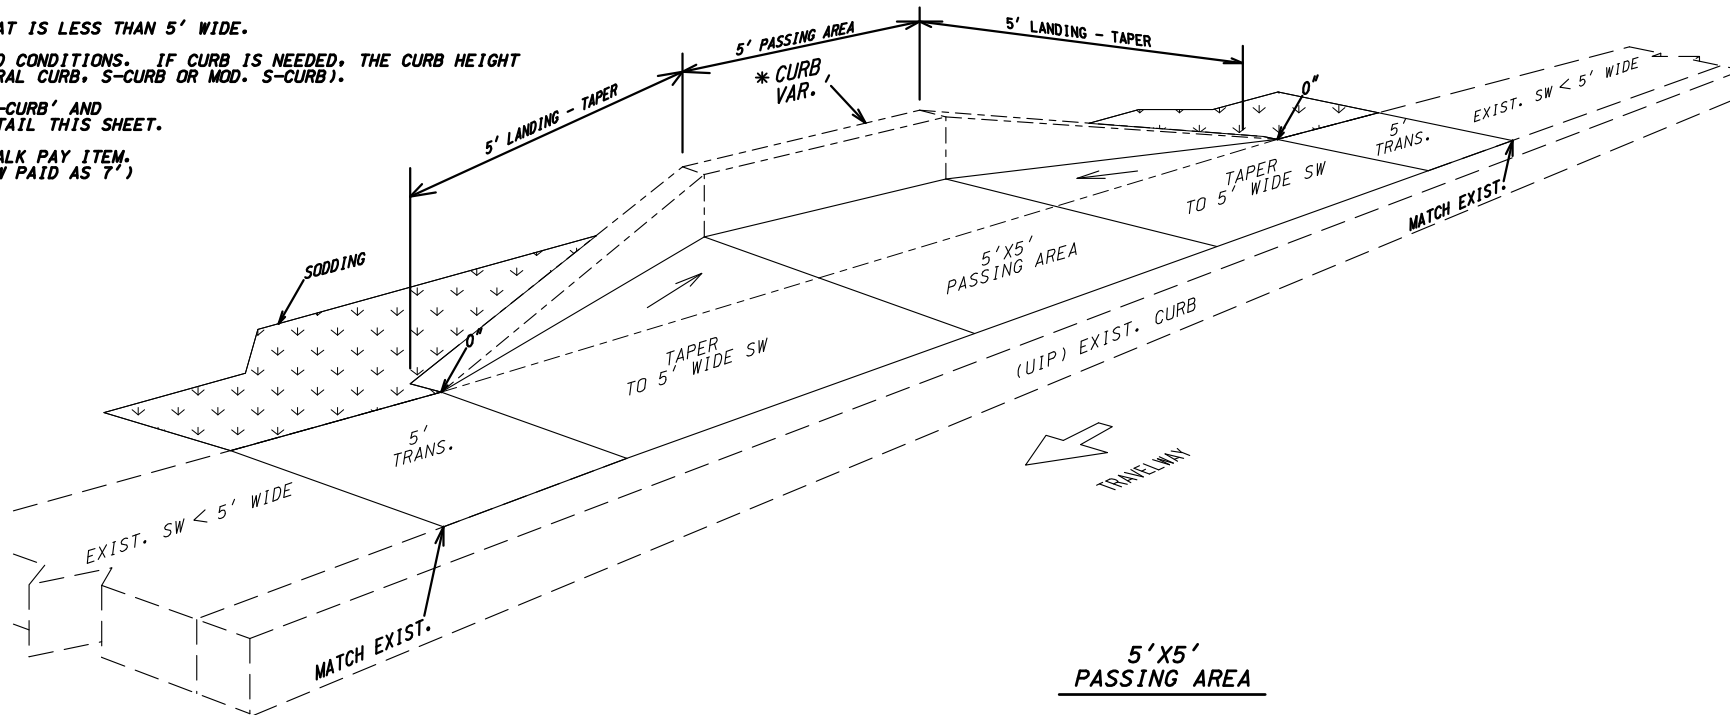 AT IS LESS THAN 5' WIDE.
D CONDITIONS. IF CURB IS NEEDED, THE CURB HEIGHT
RAL CURB, S-CURB OR MOD. S-CURB).
-CURB' AND
TAIL THIS SHEET.
ALK PAY ITEM.
W PAID AS 7')
5' LANDING - TAPER
5' PASSING AREA
5' LANDING - TAPER
* CURB
VAR.
0"
EXIST. SW < 5' WIDE
5'
TRANS.
TAPER
TO 5' WIDE SW
MATCH EXIST.
SODDING
5'X5'
PASSING AREA
0"
TAPER
TO 5' WIDE SW
(UIP) EXIST. CURB
5'
TRANS.
TRAVELWAY
EXIST. SW < 5' WIDE
MATCH EXIST.
5'X5'
PASSING AREA